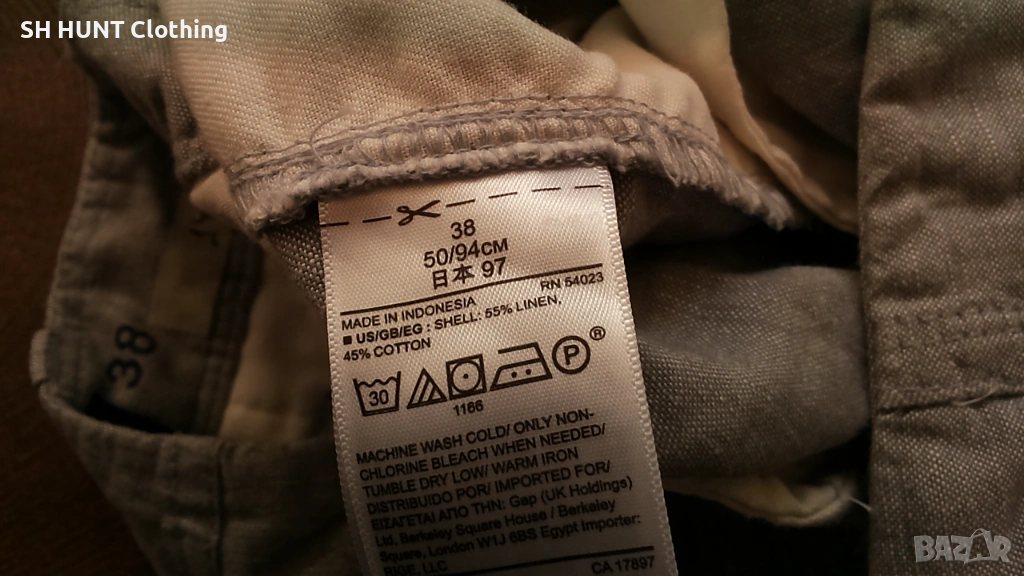 SH HUNT Clothing
38
50/94CM
日本 97
MADE IN INDONESIA RN 54023
■ US/GB/EG : SHELL: 55% LINEN,
45% COTTON
30 P®
1166
MACHINE WASH COLD/ ONLY NON-
CHLORINE BLEACH WHEN NEEDED/
TUMBLE DRY LOW/ WARM IRON
DISTRIBUIDO POR/ IMPORTED FOR/
ΕΙΣΑΓΕΤΑΙ ΑΠΟ ΤΗΝ: Gap (UK Holdings)
Ltd. Berkeley Square House / Berkeley
Square, London W1J 6BS Egypt Importer:
RIGE, LLC
CA 17897
38
BAZAR